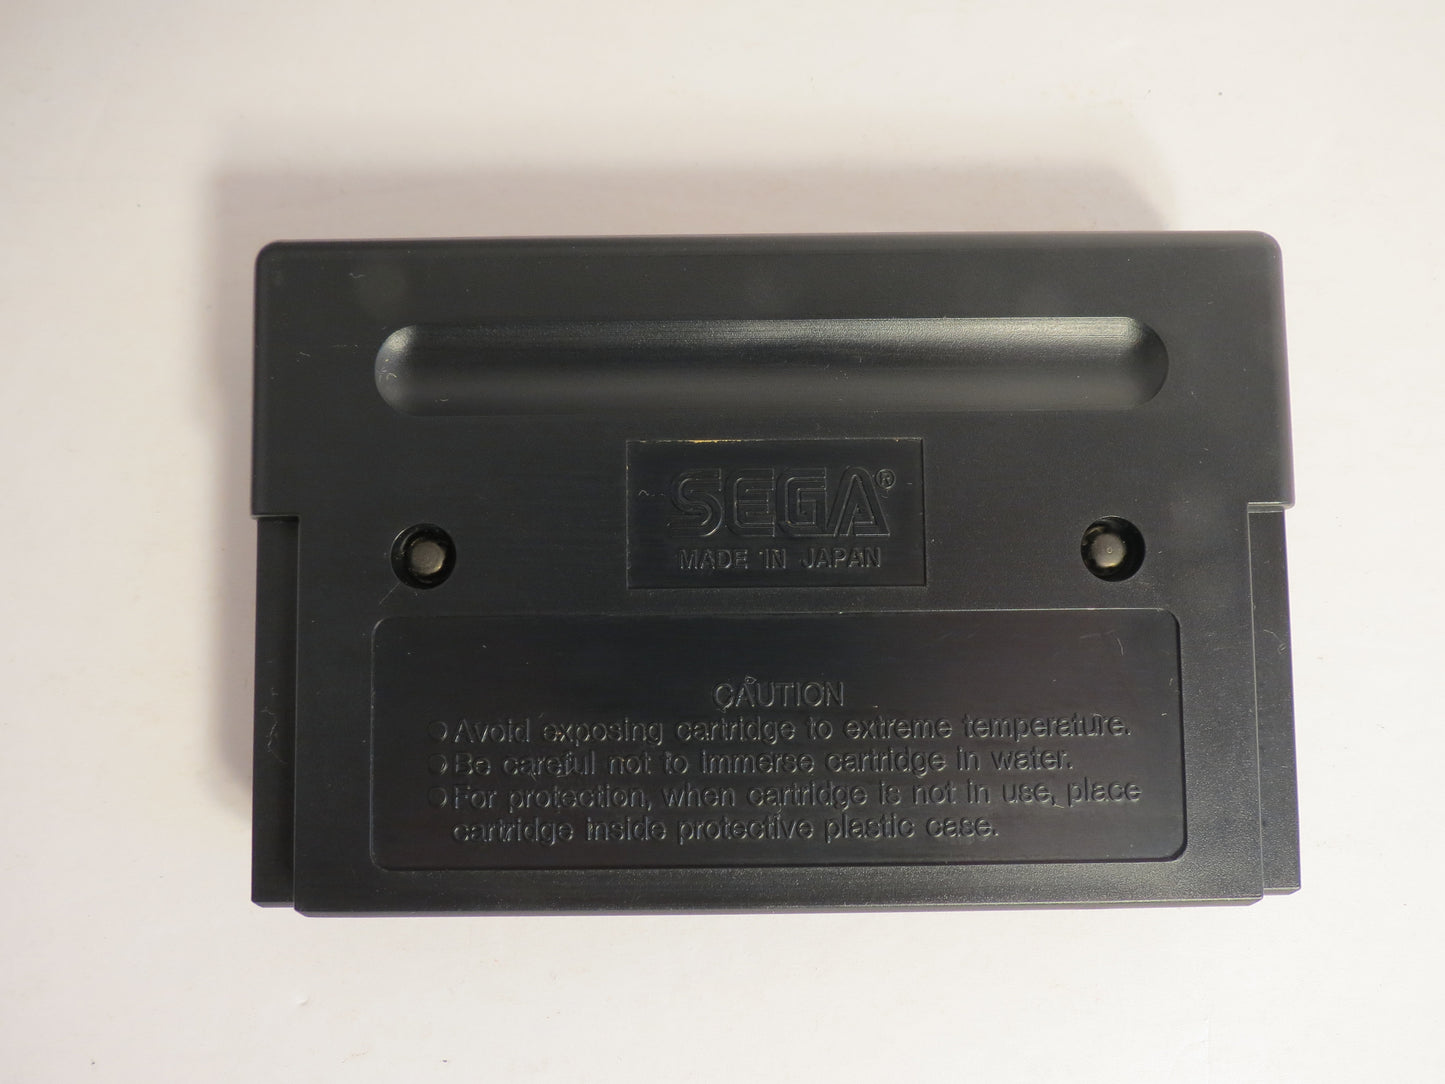 SEGA®
MADE IN JAPAN
CAUTION
○Avoid exposing cartridge to extreme temperature.
○Be careful not to immerse cartridge in water.
○For protection, when cartridge is not in use, place
cartridge inside protective plastic case.